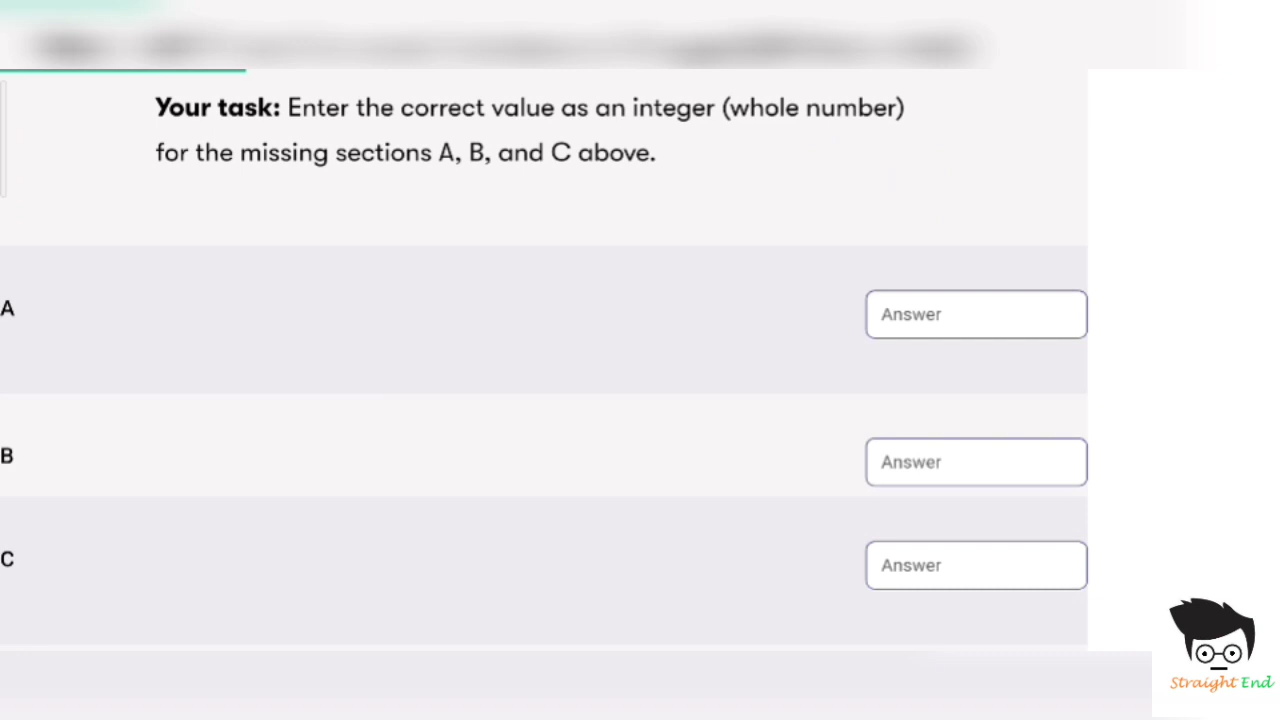 Your task: Enter the correct value as an integer (whole number)
for the missing sections A, B, and C above.
A
Answer
B
Answer
C
Answer
Straight End